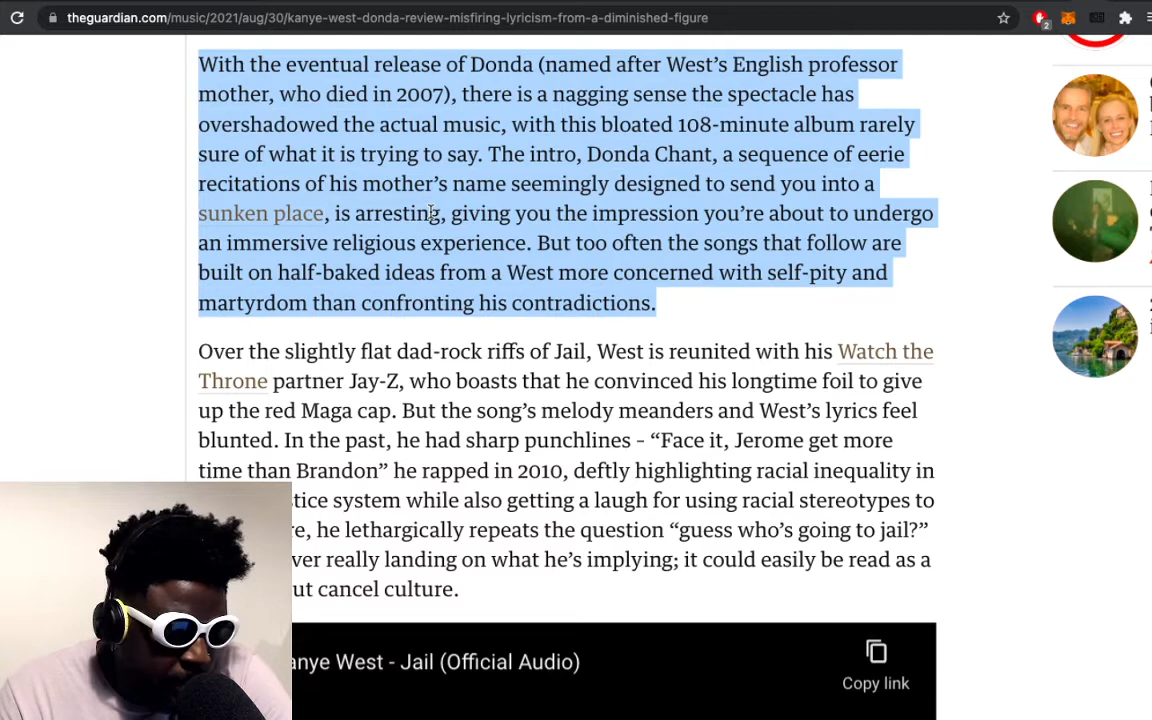 theguardian.com/music/2021/aug/30/kanye-west-donda-review-misfiring-lyricism-from-a-diminished-figure
2
With the eventual release of Donda (named after West’s English professor
mother, who died in 2007), there is a nagging sense the spectacle has
overshadowed the actual music, with this bloated 108-minute album rarely
sure of what it is trying to say. The intro, Donda Chant, a sequence of eerie
recitations of his mother’s name seemingly designed to send you into a
sunken place, is arresting, giving you the impression you’re about to undergo
an immersive religious experience. But too often the songs that follow are
built on half-baked ideas from a West more concerned with self-pity and
martyrdom than confronting his contradictions.
Over the slightly flat dad-rock riffs of Jail, West is reunited with his Watch the
Throne partner Jay-Z, who boasts that he convinced his longtime foil to give
up the red Maga cap. But the song’s melody meanders and West’s lyrics feel
blunted. In the past, he had sharp punchlines – “Face it, Jerome get more
time than Brandon” he rapped in 2010, deftly highlighting racial inequality in
stice system while also getting a laugh for using racial stereotypes to
re, he lethargically repeats the question “guess who’s going to jail?”
ver really landing on what he’s implying; it could easily be read as a
ut cancel culture.
anye West - Jail (Official Audio)
Copy link